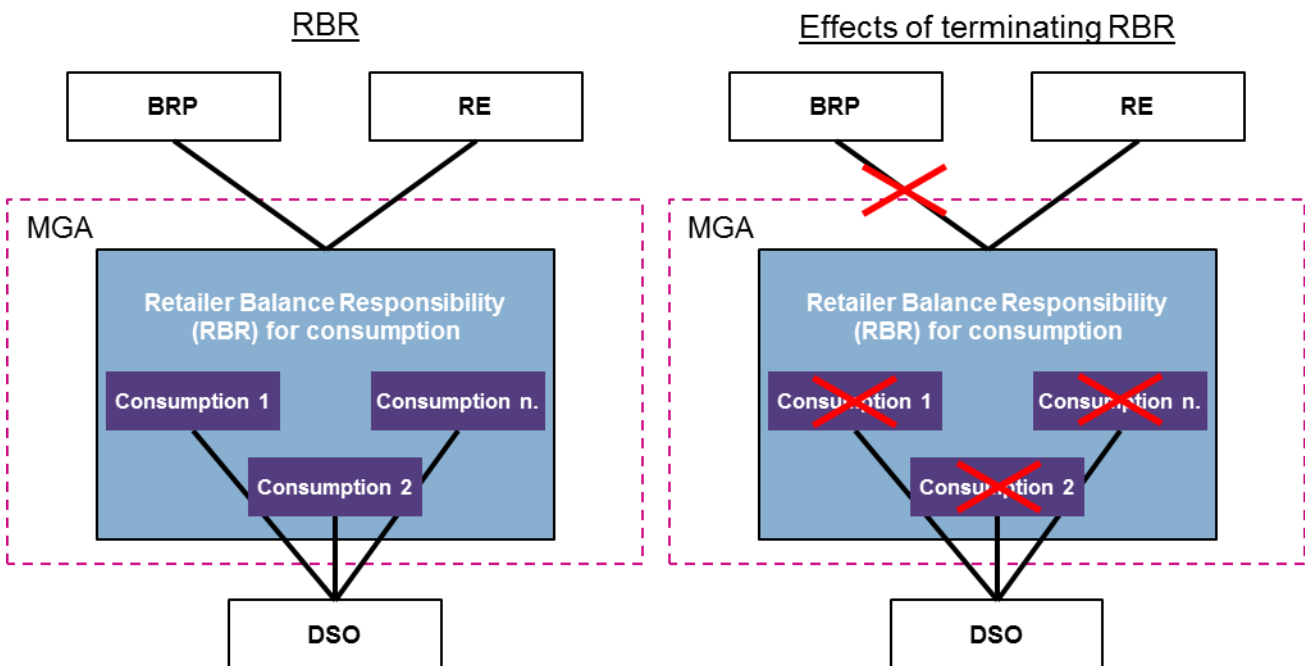 RBR
BRP
RE
MGA
Retailer Balance Responsibility
(RBR) for consumption
Consumption 1
Consumption n.
Consumption 2
DSO
Effects of terminating RBR
BRP
RE
MGA
Retailer Balance Responsibility
(RBR) for consumption
Consumption 1
Consumption n.
Consumption 2
DSO